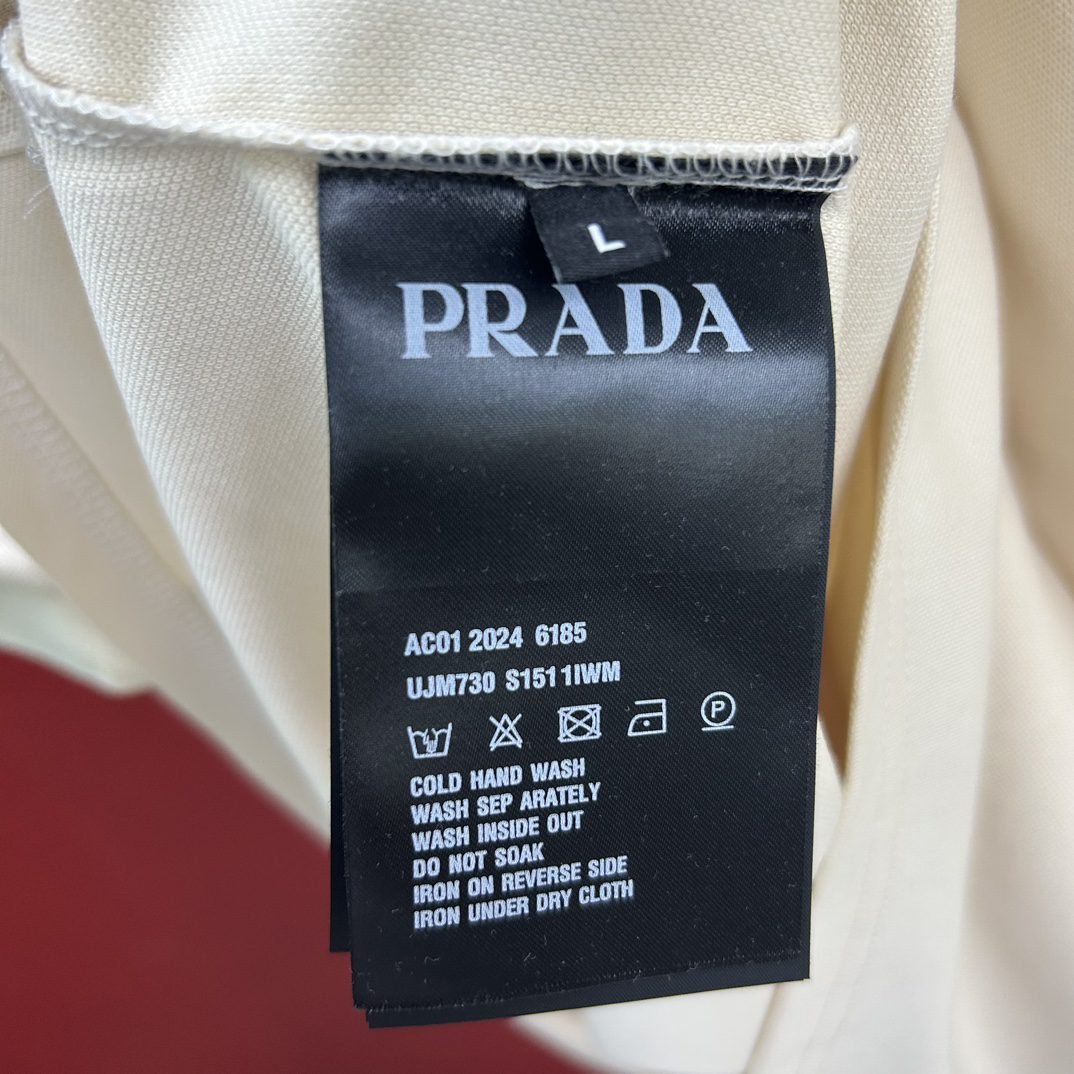 L
PRADA
AC01 2024 6185
UJM730 S151 1IWM
P
COLD HAND WASH
WASH SEP ARATELY
WASH INSIDE OUT
DO NOT SOAK
IRON ON REVERSE SIDE
IRON UNDER DRY CLOTH